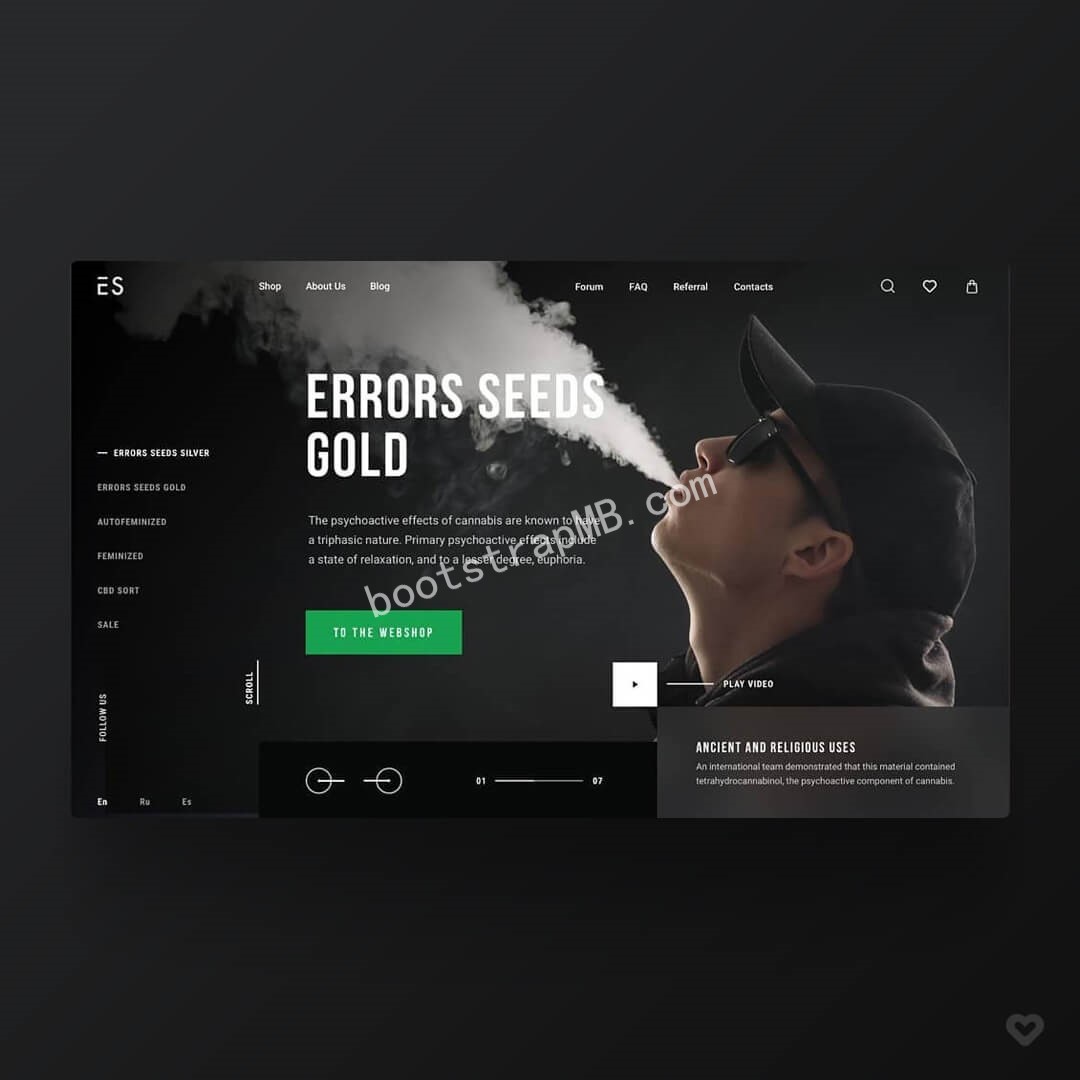 ES
Shop About Us Blog Forum FAQ Referral Contacts
ERRORS SEEDS
GOLD
ERRORS SEEDS SILVER
ERRORS SEEDS GOLD
AUTOFEMINIZED
FEMINIZED
CBD SORT
SALE
The psychoactive effects of cannabis are known to have
a triphasic nature. Primary psychoactive effects include
a state of relaxation, and to a lesser degree, euphoria.
bootstrapMB.com
TO THE WEBSHOP
SCROLL
FOLLOW US
PLAY VIDEO
ANCIENT AND RELIGIOUS USES
An international team demonstrated that this material contained
tetrahydrocannabinol, the psychoactive component of cannabis.
01 07
En Ru Es